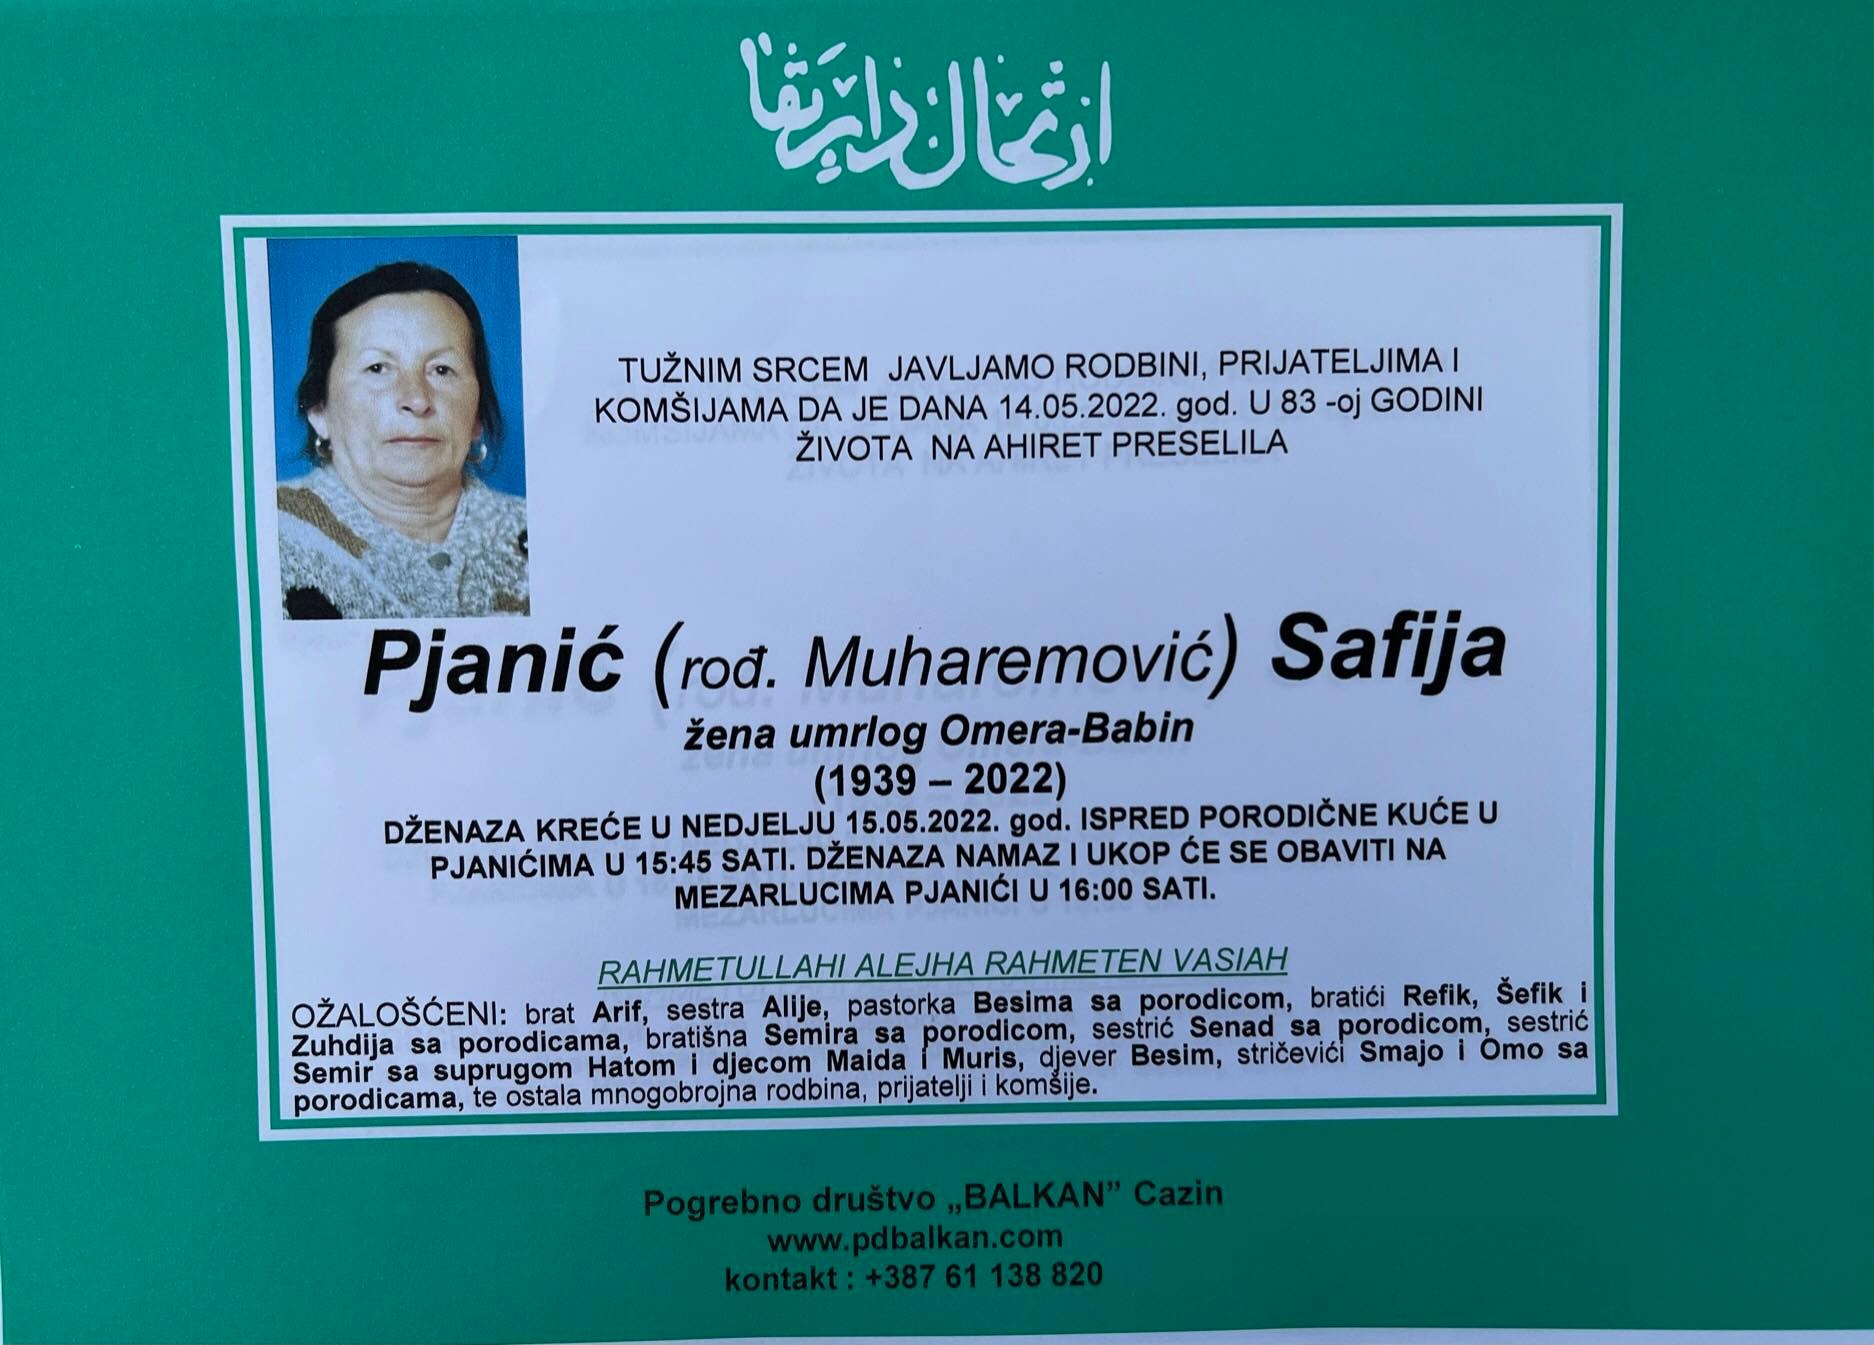 ارتحال دار بقا
TUŽNIM SRCEM JAVLJAMO RODBINI, PRIJATELJIMA I
KOMŠIJAMA DA JE DANA 14.05.2022. god. U 83 -oj GODINI
ŽIVOTA NA AHIRET PRESELILA
Pjanić (rođ. Muharemović) Safija
žena umrlog Omera-Babin
(1939 – 2022)
DŽENAZA KREĆE U NEDJELJU 15.05.2022. god. ISPRED PORODIČNE KUĆE U
PJANIĆIMA U 15:45 SATI. DŽENAZA NAMAZ I UKOP ĆE SE OBAVITI NA
MEZARLUCIMA PJANIĆI U 16:00 SATI.
RAHMETULLAHI ALEJHA RAHMETEN VASIAH
OŽALOŠĆENI: brat Arif, sestra Alije, pastorka Besima sa porodicom, bratići Refik, Šefik i
Zuhdija sa porodicama, bratišna Semira sa porodicom, sestrić Senad sa porodicom, sestrić
Semir sa suprugom Hatom i djecom Maida i Muris, djever Besim, stričevići Smajo i Omo sa
porodicama, te ostala mnogobrojna rodbina, prijatelji i komšije.
Pogrebno društvo „BALKAN” Cazin
www.pdbalkan.com
kontakt : +387 61 138 820